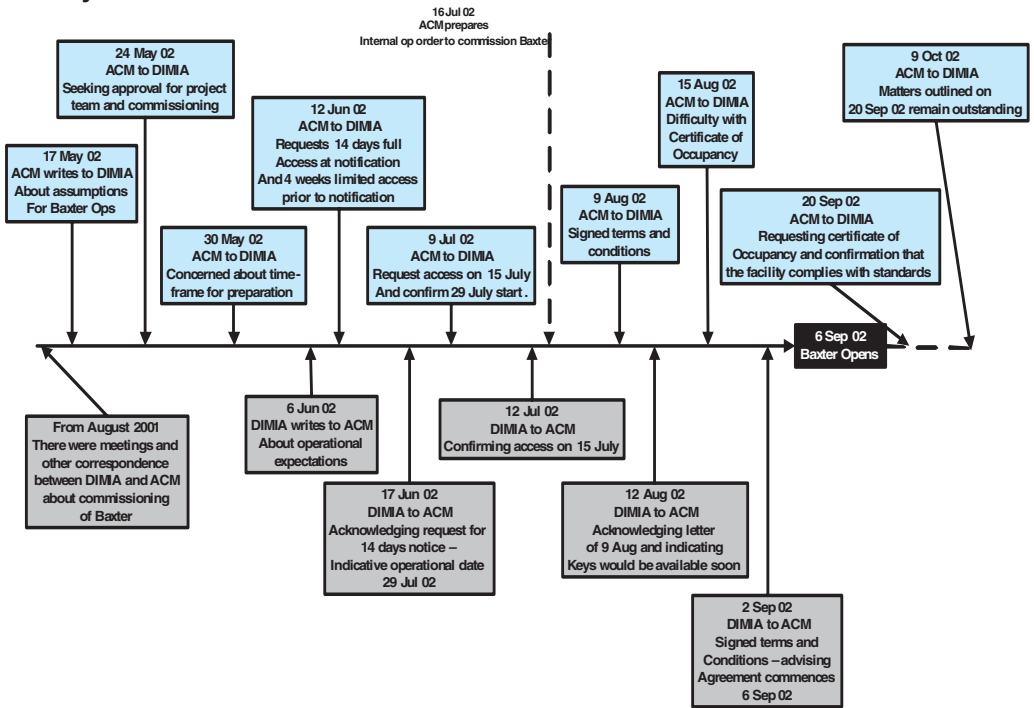 16 Jul 02
ACM prepares
Internal op order to commission Baxte
24 May 02
ACM to DIMIA
Seeking approval for project
team and commissioning
9 Oct 02
ACM to DIMIA
Matters outlined on
20 Sep 02 remain outstanding
12 Jun 02
ACM to DIMIA
Requests 14 days full
Access at notification
And 4 weeks limited access
prior to notification
15 Aug 02
ACM to DIMIA
Difficulty with
Certificate of
Occupancy
17 May 02
ACM writes to DIMIA
About assumptions
For Baxter Ops
9 Aug 02
ACM to DIMIA
Signed terms and
conditions
20 Sep 02
ACM to DIMIA
Requesting certificate of
Occupancy and confirmation that
the facility complies with standards
30 May 02
ACM to DIMIA
Concerned about time-
frame for preparation
9 Jul 02
ACM to DIMIA
Request access on 15 July
And confirm 29 July start .
6 Sep 02
Baxter Opens
From August 2001
There were meetings and
other correspondence
between DIMIA and ACM
about commissioning
of Baxter
6 Jun 02
DIMIA writes to ACM
About operational
expectations
12 Jul 02
DIMIA to ACM
Confirming access on 15 July
17 Jun 02
DIMIA to ACM
Acknowledging request for
14 days notice –
Indicative operational date
29 Jul 02
12 Aug 02
DIMIA to ACM
Acknowledging letter
of 9 Aug and indicating
Keys would be available soon
2 Sep 02
DIMIA to ACM
Signed terms and
Conditions – advising
Agreement commences
6 Sep 02